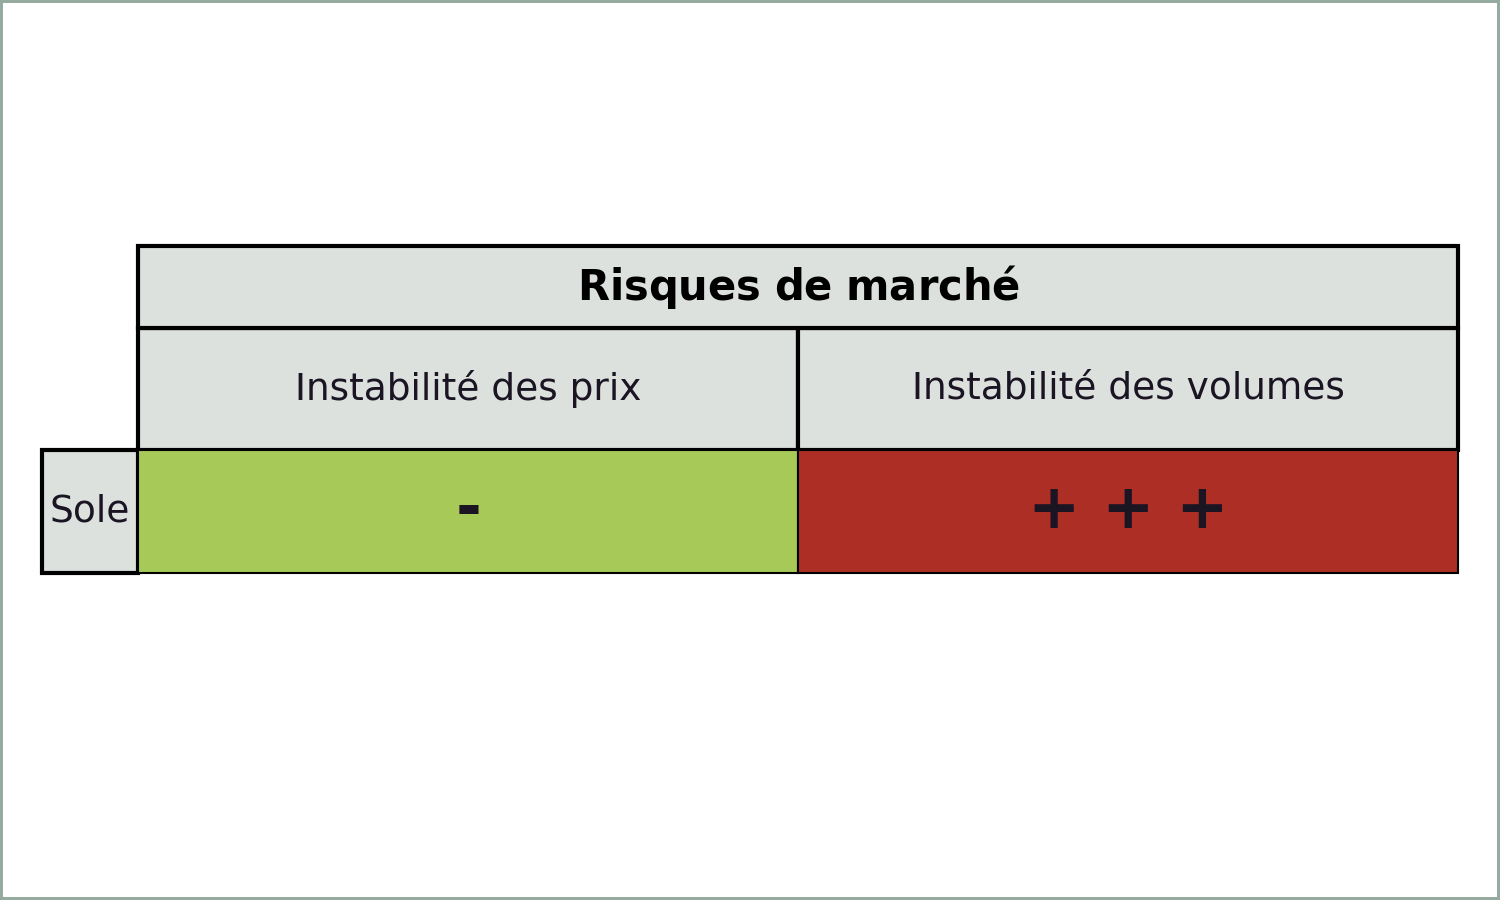 Risques de marché
Instabilité des prix
Instabilité des volumes
Sole
-
+ + +